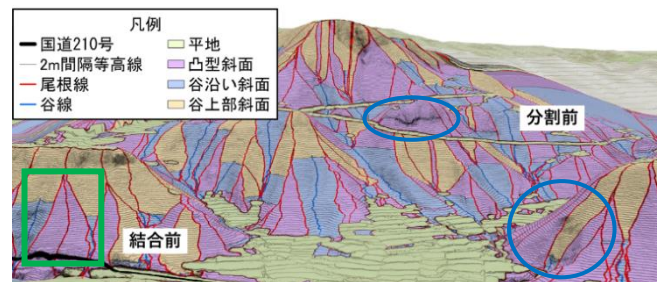 凡例
国道210号
2m間隔等高線
尾根線
谷線
平地
凸型斜面
谷沿い斜面
谷上部斜面
分割前
結合前